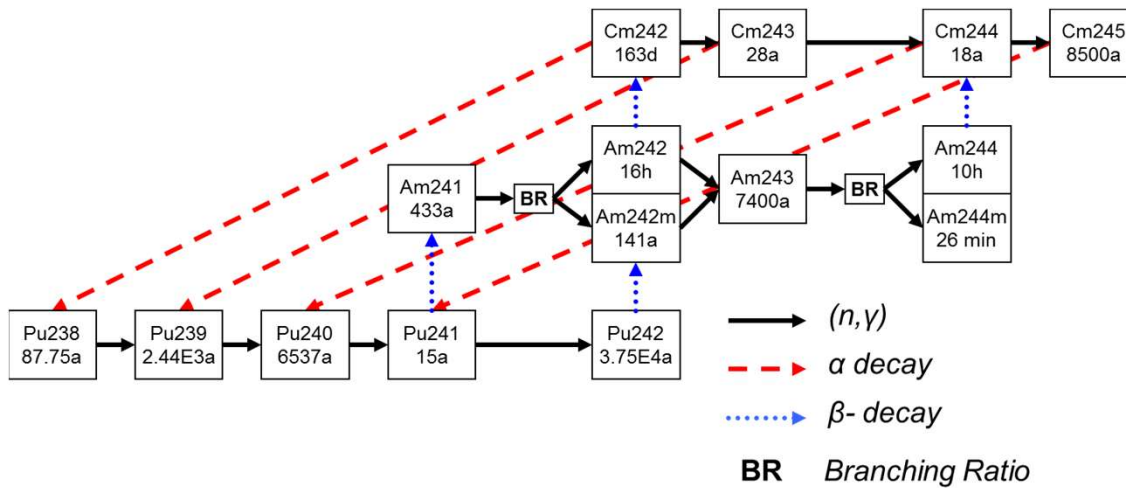 Cm242
163d
Cm243
28a
Cm244
18a
Cm245
8500a
Am241
433a
BR
Am242
16h
Am242m
141a
Am243
7400a
BR
Am244
10h
Am244m
26 min
Pu238
87.75a
Pu239
2.44E3a
Pu240
6537a
Pu241
15a
Pu242
3.75E4a
(n,γ)
α decay
β- decay
BR Branching Ratio